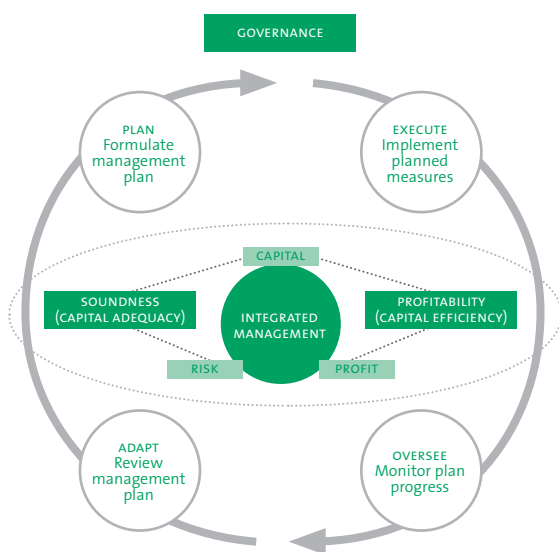 GOVERNANCE
PLAN
Formulate
management
plan
EXECUTE
Implement
planned
measures
CAPITAL
SOUNDNESS
(CAPITAL ADEQUACY)
INTEGRATED
MANAGEMENT
PROFITABILITY
(CAPITAL EFFICIENCY)
RISK
PROFIT
ADAPT
Review
management
plan
OVERSEE
Monitor plan
progress